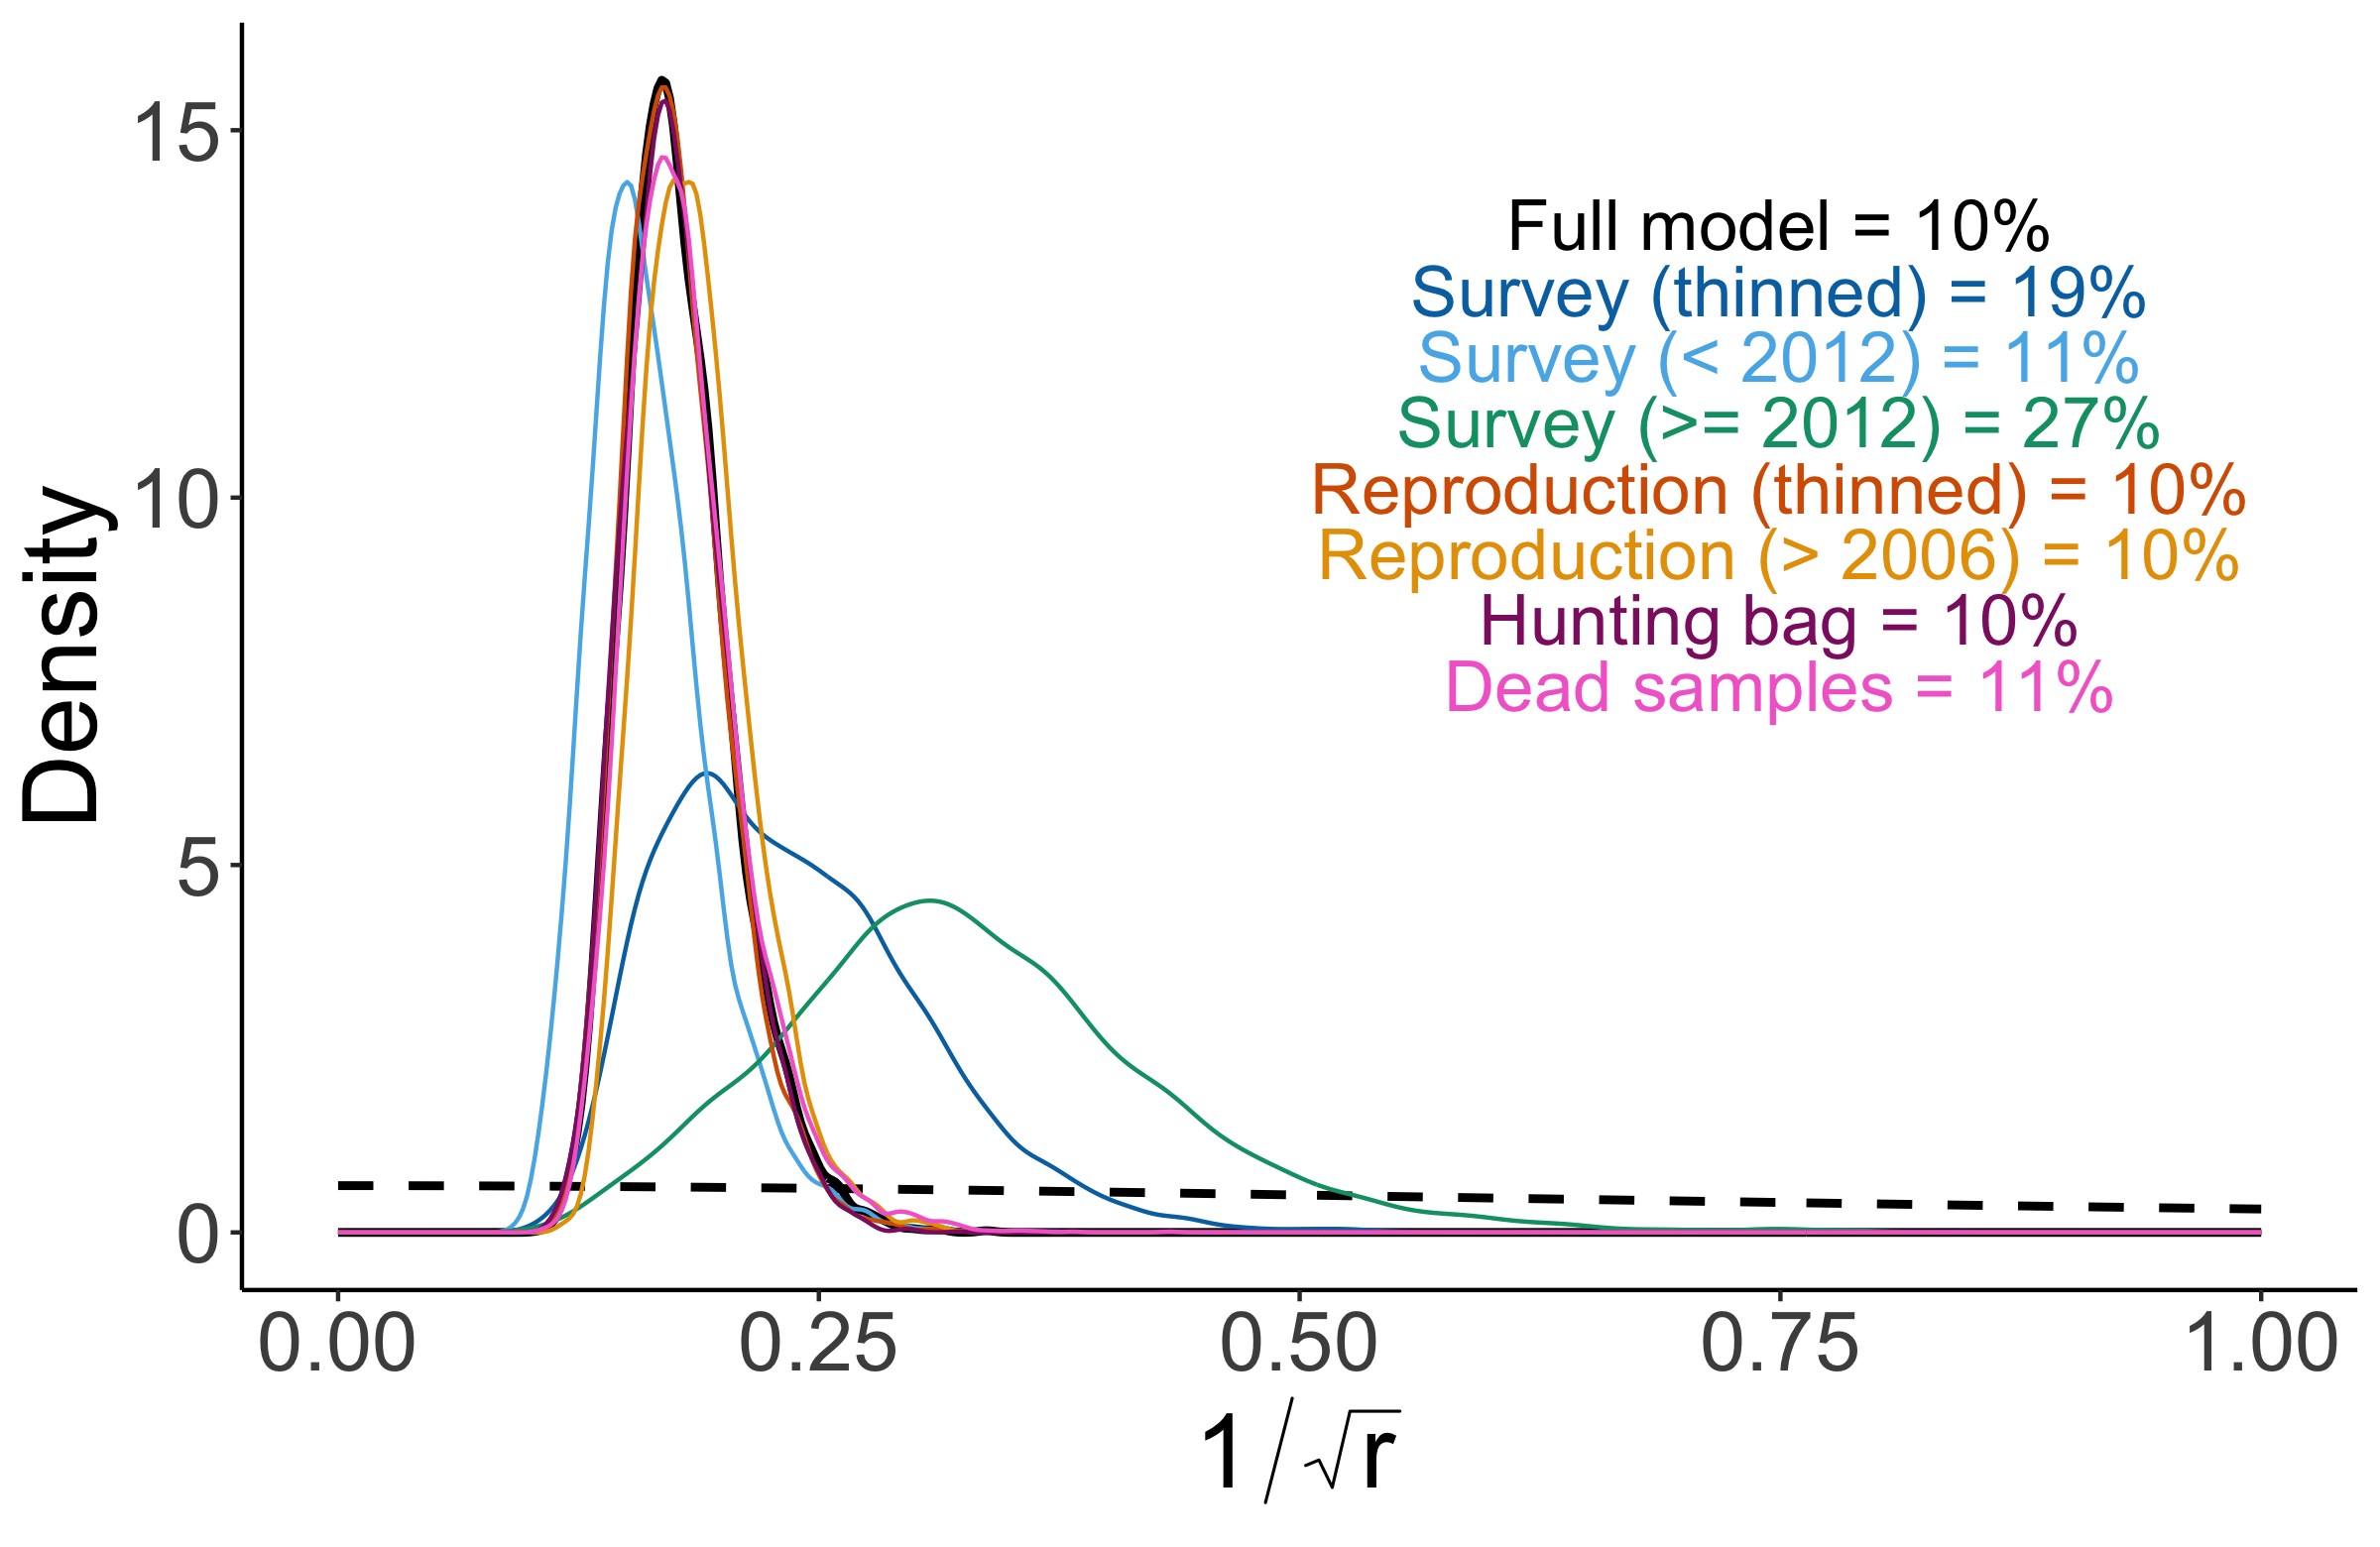 Density
15
10
5
0
Full model = 10%
Survey (thinned) = 19%
Survey (< 2012) = 11%
Survey (>= 2012) = 27%
Reproduction (thinned) = 10%
Reproduction (> 2006) = 10%
Hunting bag = 10%
Dead samples = 11%
0.00 0.25 0.50 0.75 1.00
1/√r